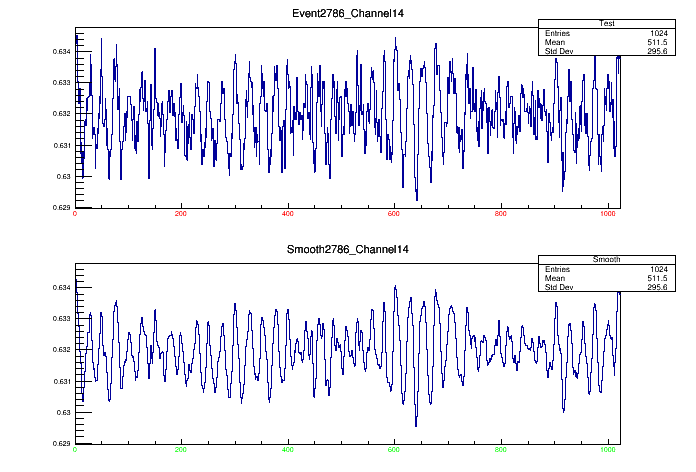 Event2786_Channel14
Test
Entries 1024
Mean 511.5
Std Dev 295.6
0.634
0.633
0.632
0.631
0.63
0.629
0 200 400 600 800 1000
Smooth2786_Channel14
Smooth
Entries 1024
Mean 511.5
Std Dev 295.6
0.634
0.633
0.632
0.631
0.63
0.629
0 200 400 600 800 1000